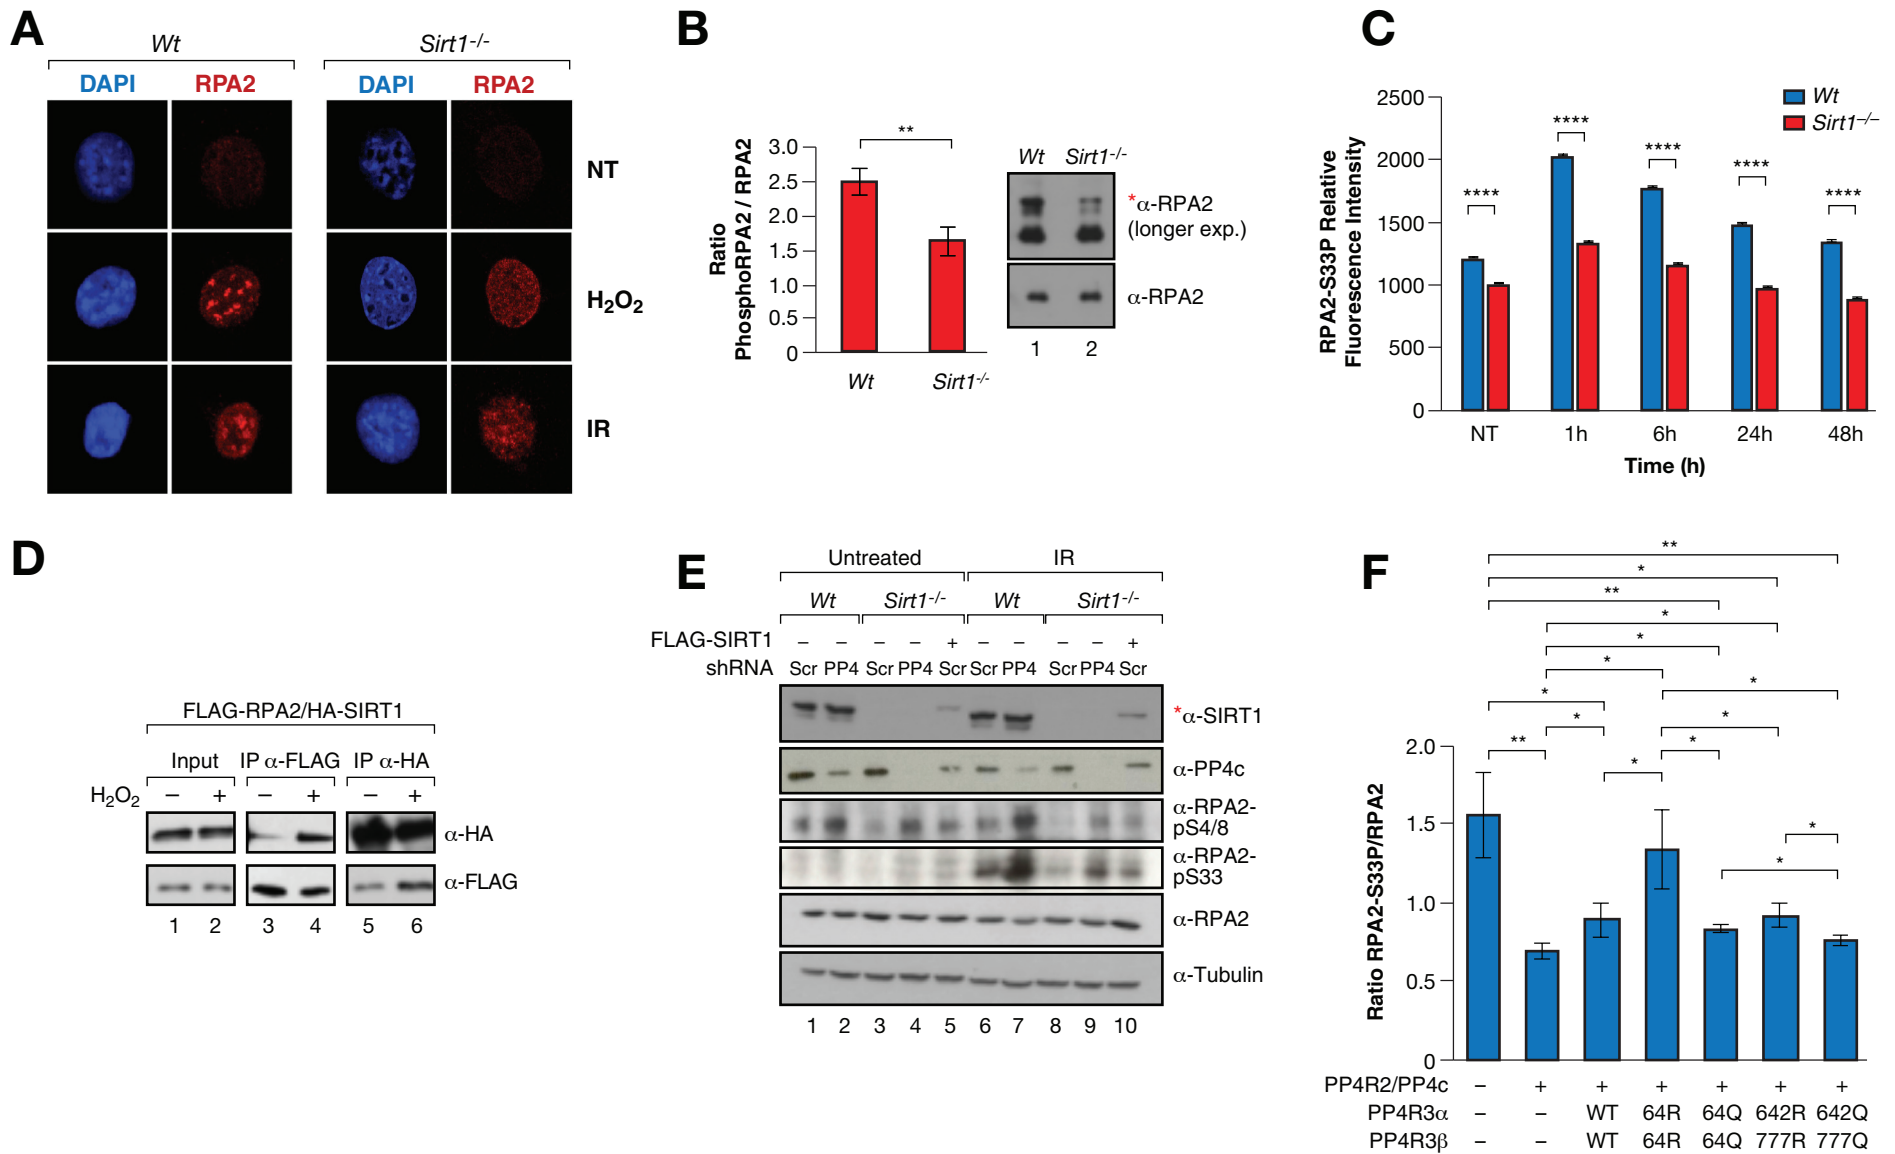 A
Wt
Sirt1-/-
DAPI
RPA2
DAPI
RPA2
NT
H2O2
IR
B
Ratio
PhosphoRPA2 / RPA2
3.0
2.5
2.0
1.5
1.0
0.5
0
**
Wt
Sirt1-/-
Wt
Sirt1-/-
*α-RPA2
(longer exp.)
α-RPA2
1 2
C
RPA2-S33P Relative
Fluorescence Intensity
2500
2000
1500
1000
500
0
Wt
Sirt1-/-
****
****
****
****
****
NT 1h 6h 24h 48h
Time (h)
D
FLAG-RPA2/HA-SIRT1
Input IP α-FLAG IP α-HA
H2O2 – + – + – +
α-HA
α-FLAG
1 2 3 4 5 6
E
Untreated IR
Wt Sirt1-/- Wt Sirt1-/-
FLAG-SIRT1 – – – – + – – – – +
shRNA Scr PP4 Scr PP4 Scr Scr PP4 Scr PP4 Scr
*α-SIRT1
α-PP4c
α-RPA2-
pS4/8
α-RPA2-
pS33
α-RPA2
α-Tubulin
1 2 3 4 5 6 7 8 9 10
F
**
*
**
*
*
*
*
*
*
*
**
*
*
*
*
*
Ratio RPA2-S33P/RPA2
2.0
1.5
1.0
0.5
0
PP4R2/PP4c – + + + + + +
PP4R3α – – WT 64R 64Q 642R 642Q
PP4R3β – – WT 64R 64Q 777R 777Q